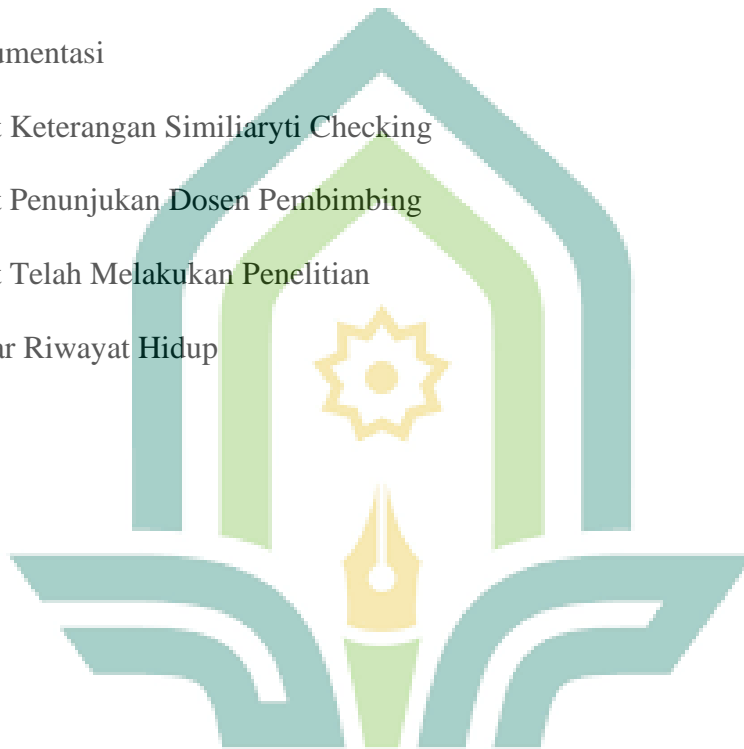 umentasi
t Keterangan Similiaryti Checking
t Penunjukan Dosen Pembimbing
t Telah Melakukan Penelitian
ar Riwayat Hidup